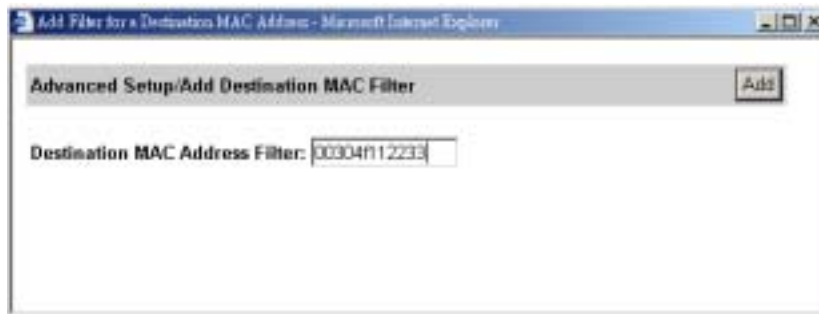 Add Filter for a Destination MAC Address - Microsoft Internet Explorer
Advanced Setup/Add Destination MAC Filter
Add
Destination MAC Address Filter: 00304f112233